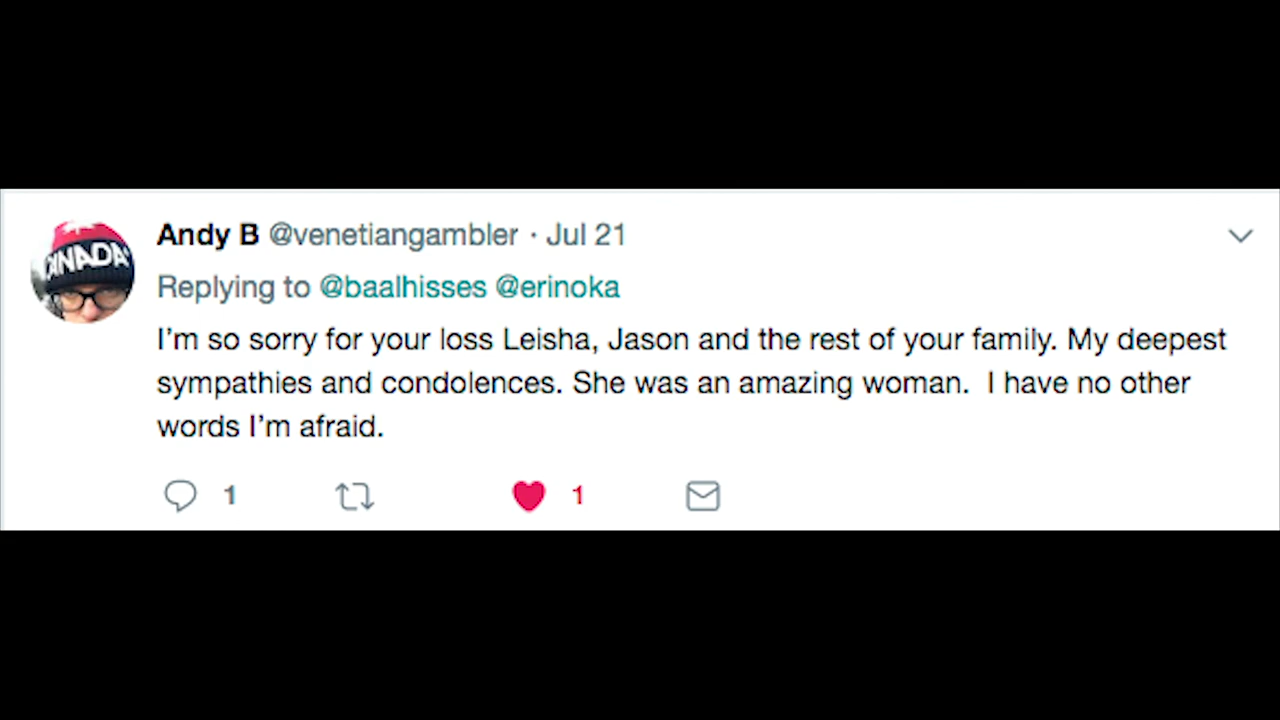 Andy B @venetiangambler · Jul 21
Replying to @baalhisses @erinoka
I'm so sorry for your loss Leisha, Jason and the rest of your family. My deepest
sympathies and condolences. She was an amazing woman.  I have no other
words I'm afraid.
1 1